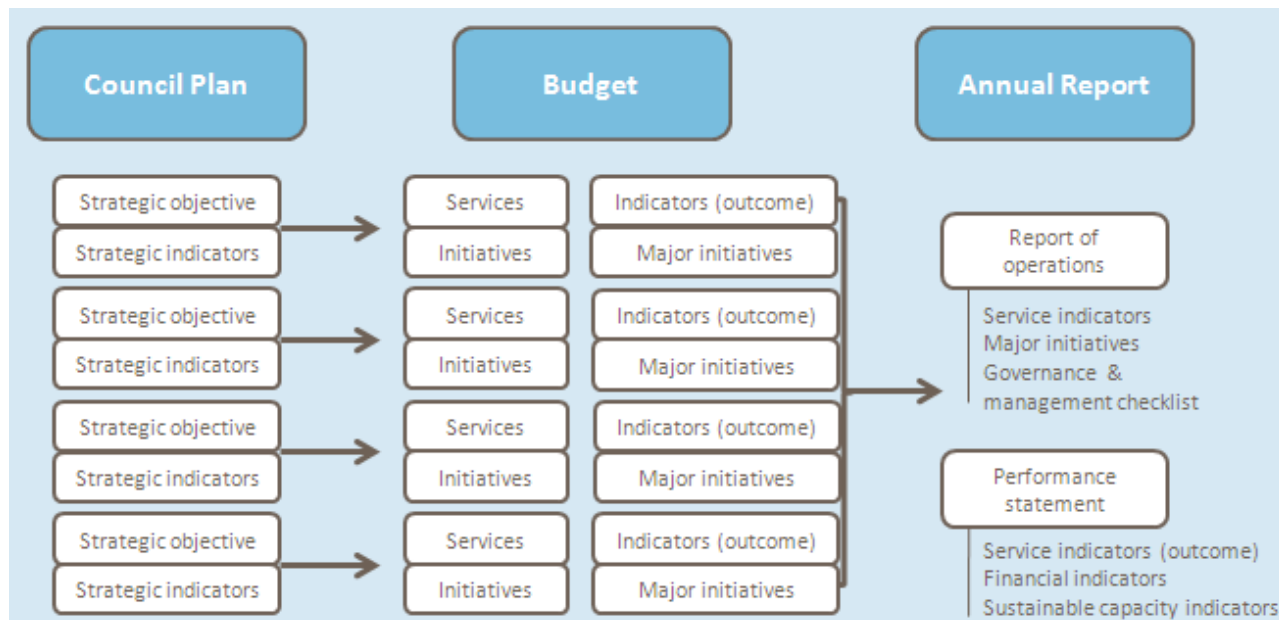 Council Plan
Budget
Annual Report
Strategic objective
Strategic indicators
Services
Initiatives
Indicators (outcome)
Major initiatives
Strategic objective
Strategic indicators
Services
Initiatives
Indicators (outcome)
Major initiatives
Strategic objective
Strategic indicators
Services
Initiatives
Indicators (outcome)
Major initiatives
Strategic objective
Strategic indicators
Services
Initiatives
Indicators (outcome)
Major initiatives
Report of
operations
Service indicators
Major initiatives
Governance &
management checklist
Performance
statement
Service indicators (outcome)
Financial indicators
Sustainable capacity indicators